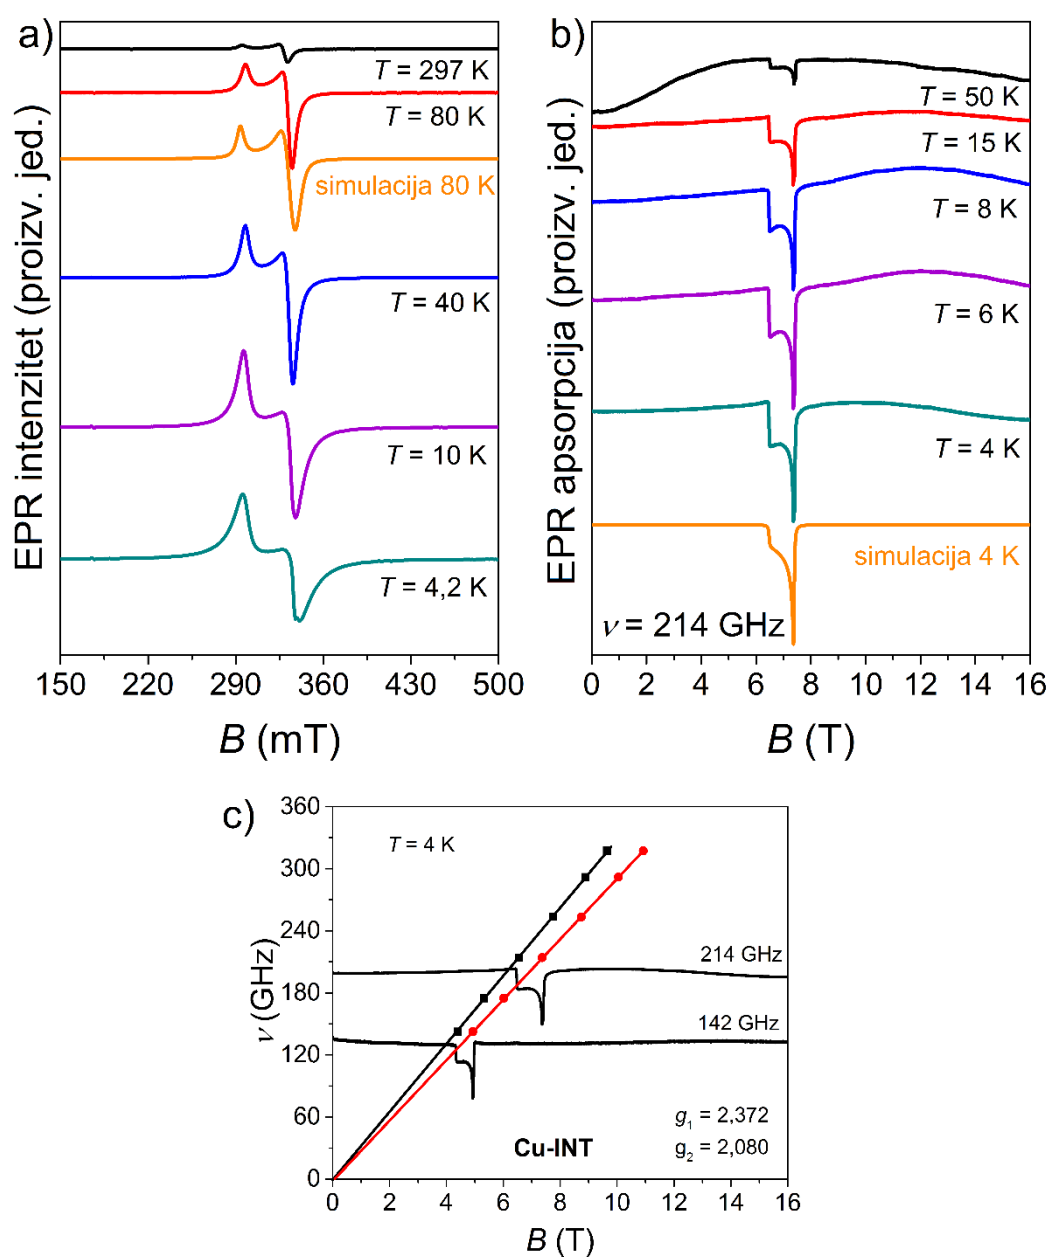 a)
EPR intenzitet (proizv. jed.)
T = 297 K
T = 80 K
simulacija 80 K
T = 40 K
T = 10 K
T = 4,2 K
150 220 290 360 430 500
B (mT)
b)
EPR apsorpcija (proizv. jed.)
T = 50 K
T = 15 K
T = 8 K
T = 6 K
T = 4 K
simulacija 4 K
ν = 214 GHz
0 2 4 6 8 10 12 14 16
B (T)
c)
ν (GHz)
360
300
240
180
120
60
0
T = 4 K
214 GHz
142 GHz
g₁ = 2,372
Cu-INT
g₂ = 2,080
0 2 4 6 8 10 12 14 16
B (T)